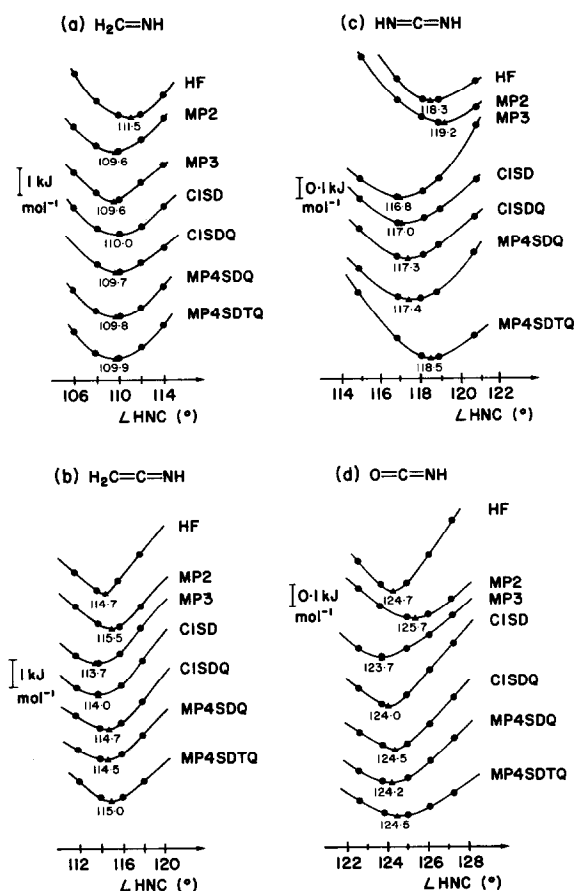 (a) H₂C=NH
HF
111.5
MP2
109.6
MP3
109.6
CISD
110.0
CISDQ
109.7
MP4SDQ
109.8
MP4SDTQ
109.9
1 kJ
mol⁻¹
106 108 110 112 114
∠HNC (°)
(c) HN=C=NH
HF
118.3
MP2
119.2
MP3
116.8
CISD
117.0
CISDQ
117.3
MP4SDQ
117.4
MP4SDTQ
118.5
0·1 kJ
mol⁻¹
114 116 118 120 122
∠HNC (°)
(b) H₂C=C=NH
HF
114.7
MP2
115.5
MP3
113.7
CISD
114.0
CISDQ
114.7
MP4SDQ
114.5
MP4SDTQ
115.0
1 kJ
mol⁻¹
112 116 120
∠HNC (°)
(d) O=C=NH
HF
124.7
MP2
125.7
MP3
123.7
CISD
124.0
CISDQ
124.5
MP4SDQ
124.2
MP4SDTQ
124.6
0·1 kJ
mol⁻¹
122 124 126 128
∠HNC (°)